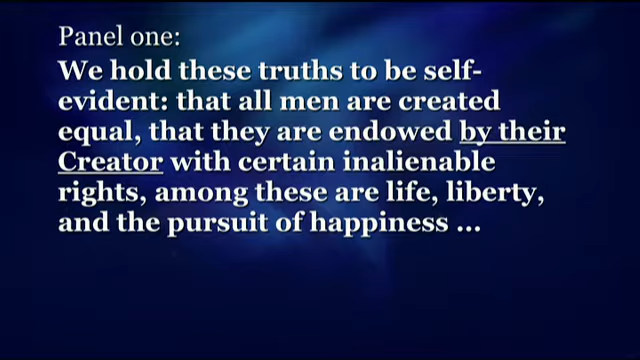 Panel one:
We hold these truths to be self-
evident: that all men are created
equal, that they are endowed by their
Creator with certain inalienable
rights, among these are life, liberty,
and the pursuit of happiness ...